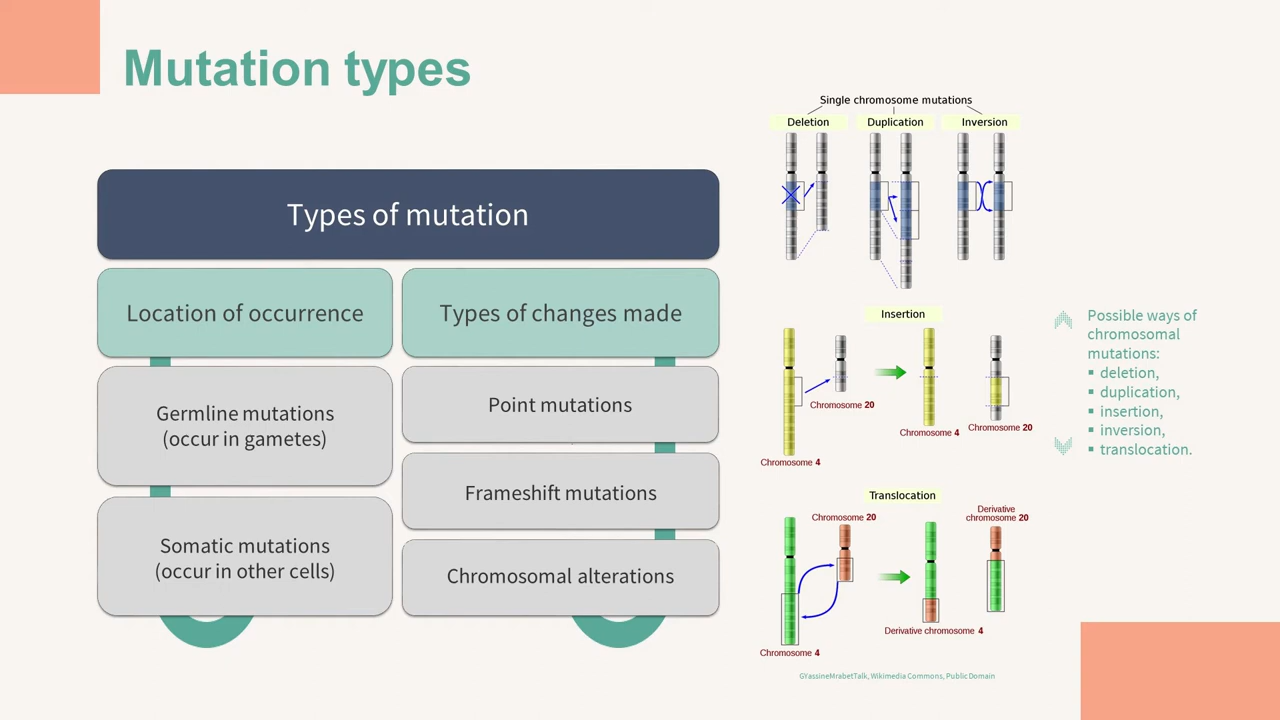 Mutation types
Types of mutation
Location of occurrence
Types of changes made
Germline mutations
(occur in gametes)
Somatic mutations
(occur in other cells)
Point mutations
Frameshift mutations
Chromosomal alterations
Single chromosome mutations
Deletion
Duplication
Inversion
Insertion
Chromosome 20
Chromosome 4
Chromosome 4
Chromosome 20
Translocation
Chromosome 20
Chromosome 4
Derivative
chromosome 20
Derivative chromosome 4
GYassineMrabetTalk, Wikimedia Commons, Public Domain
Possible ways of
chromosomal
mutations:
▪ deletion,
▪ duplication,
▪ insertion,
▪ inversion,
▪ translocation.